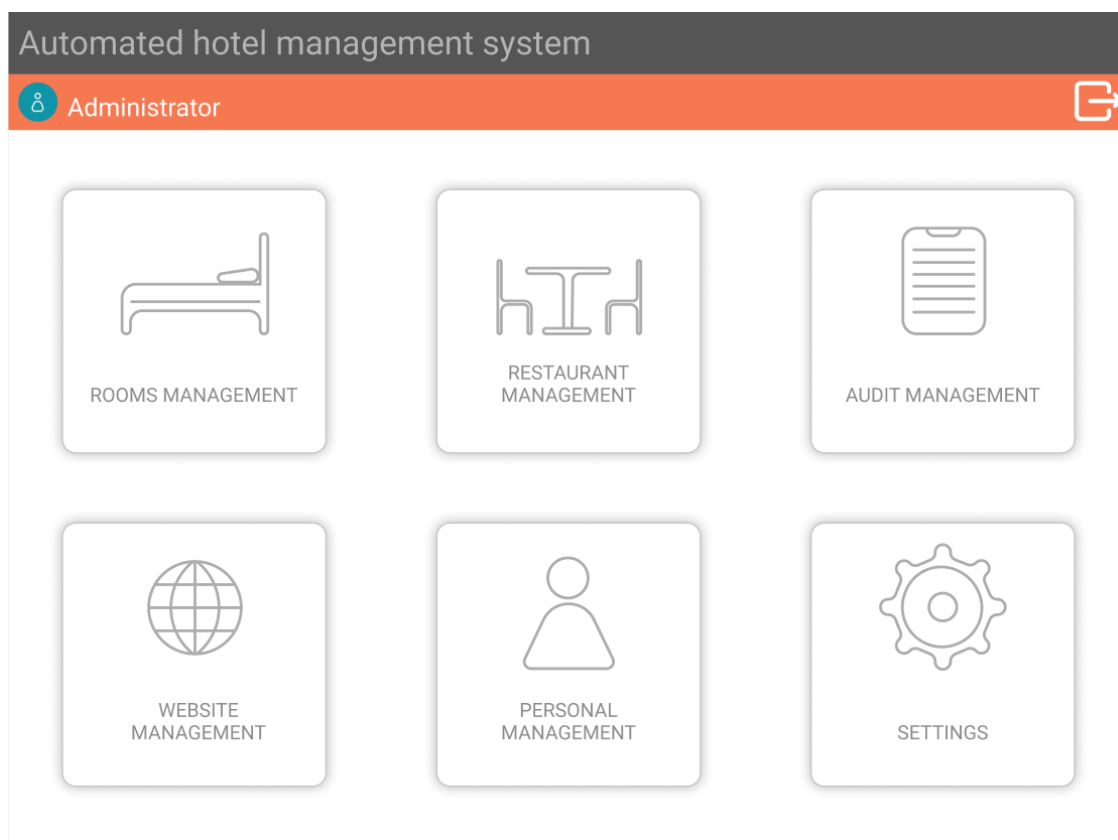 Automated hotel management system
Administrator
ROOMS MANAGEMENT
RESTAURANT
MANAGEMENT
AUDIT MANAGEMENT
WEBSITE
MANAGEMENT
PERSONAL
MANAGEMENT
SETTINGS